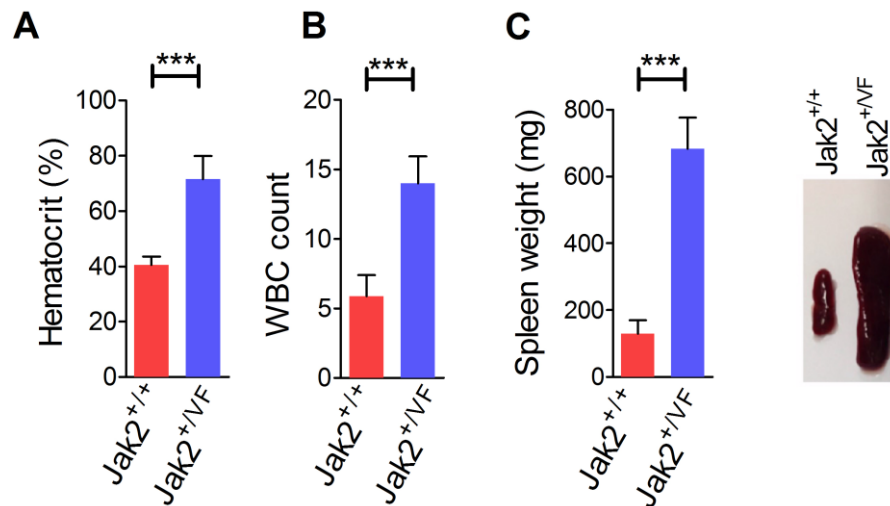 A
***
Hematocrit (%)
100
80
60
40
20
0
Jak2+/+
Jak2+/VF
B
***
WBC count
20
15
10
5
0
Jak2+/+
Jak2+/VF
C
***
Spleen weight (mg)
800
600
400
200
0
Jak2+/+
Jak2+/VF
Jak2+/+
Jak2+/VF